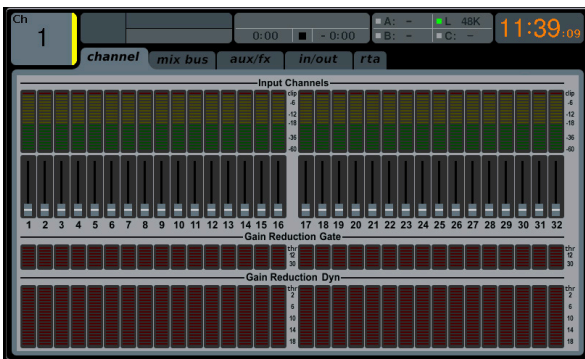 Ch
1
0:00 - 0:00
A: - L 48K
B: - C: -
11:39:09
channel mix bus aux/fx in/out rta
Input Channels
clip clip
-6 -6
-12 -12
-18 -18
-36 -36
-60 -60
1 2 3 4 5 6 7 8 9 10 11 12 13 14 15 16 17 18 19 20 21 22 23 24 25 26 27 28 29 30 31 32
Gain Reduction Gate
thr thr
12 12
30 30
Gain Reduction Dyn
thr thr
2 2
6 6
10 10
14 14
18 18